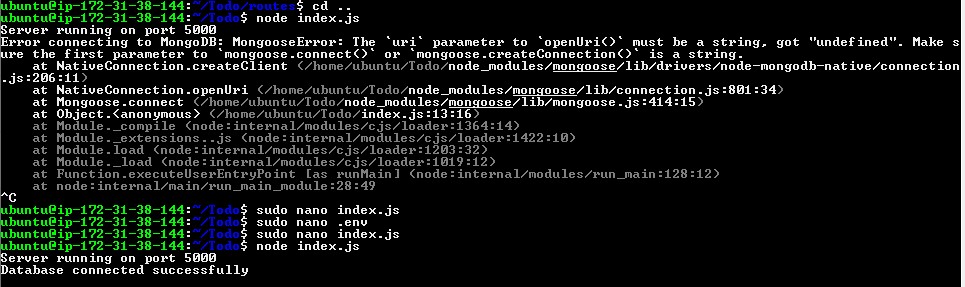 ubuntu@ip-172-31-38-144:~/Todo/routes$ cd ..
ubuntu@ip-172-31-38-144:~/Todo$ node index.js
Server running on port 5000
Error connecting to MongoDB: MongooseError: The `uri` parameter to `openUri()` must be a string, got "undefined". Make s
ure the first parameter to `mongoose.connect()` or `mongoose.createConnection()` is a string.
    at NativeConnection.createClient (/home/ubuntu/Todo/node_modules/mongoose/lib/drivers/node-mongodb-native/connection
.js:206:11)
    at NativeConnection.openUri (/home/ubuntu/Todo/node_modules/mongoose/lib/connection.js:801:34)
    at Mongoose.connect (/home/ubuntu/Todo/node_modules/mongoose/lib/mongoose.js:414:15)
    at Object.<anonymous> (/home/ubuntu/Todo/index.js:13:16)
    at Module._compile (node:internal/modules/cjs/loader:1364:14)
    at Module._extensions..js (node:internal/modules/cjs/loader:1422:10)
    at Module.load (node:internal/modules/cjs/loader:1203:32)
    at Module._load (node:internal/modules/cjs/loader:1019:12)
    at Function.executeUserEntryPoint [as runMain] (node:internal/modules/run_main:128:12)
    at node:internal/main/run_main_module:28:49
^C
ubuntu@ip-172-31-38-144:~/Todo$ sudo nano index.js
ubuntu@ip-172-31-38-144:~/Todo$ sudo nano .env
ubuntu@ip-172-31-38-144:~/Todo$ sudo nano index.js
ubuntu@ip-172-31-38-144:~/Todo$ node index.js
Server running on port 5000
Database connected successfully